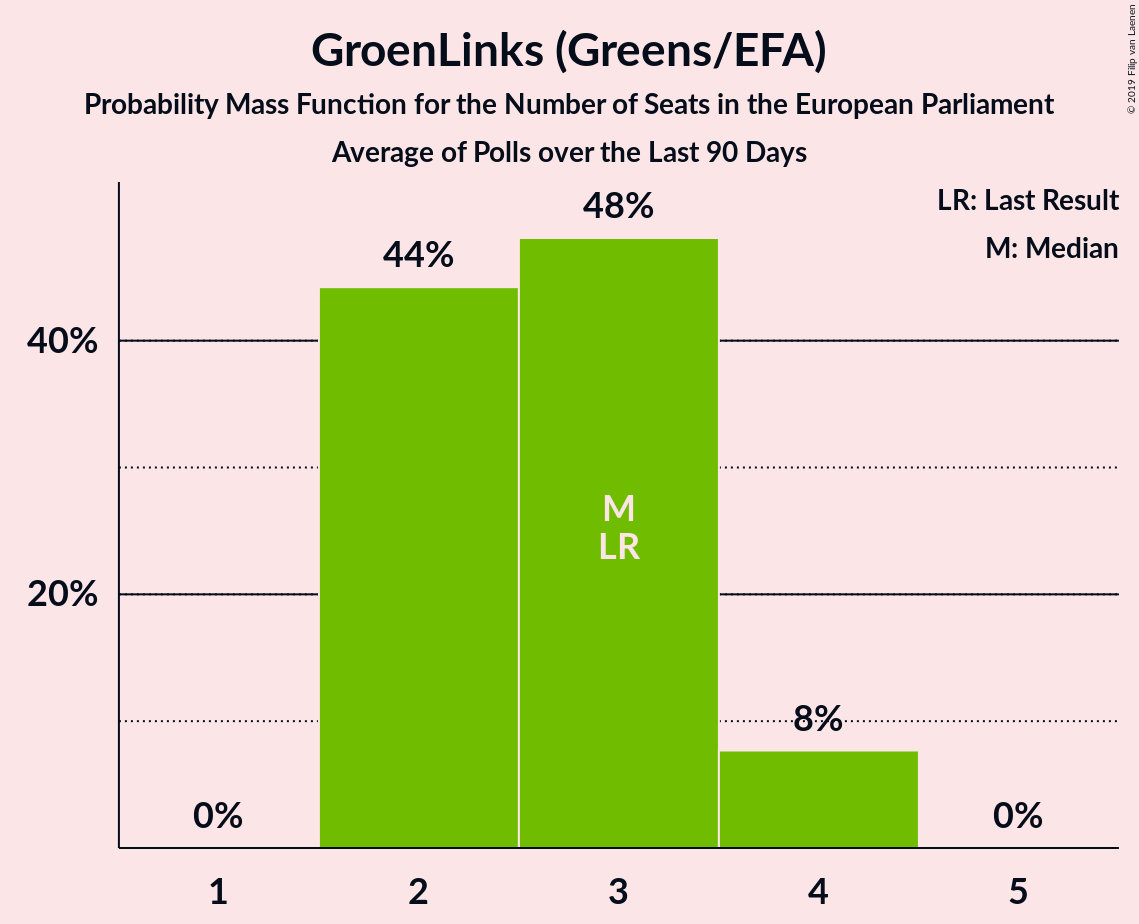 GroenLinks (Greens/EFA)
Probability Mass Function for the Number of Seats in the European Parliament
Average of Polls over the Last 90 Days
© 2019 Filip van Laenen
LR: Last Result
M: Median
48%
44%
40%
M
LR
20%
8%
0%
0%
1 2 3 4 5